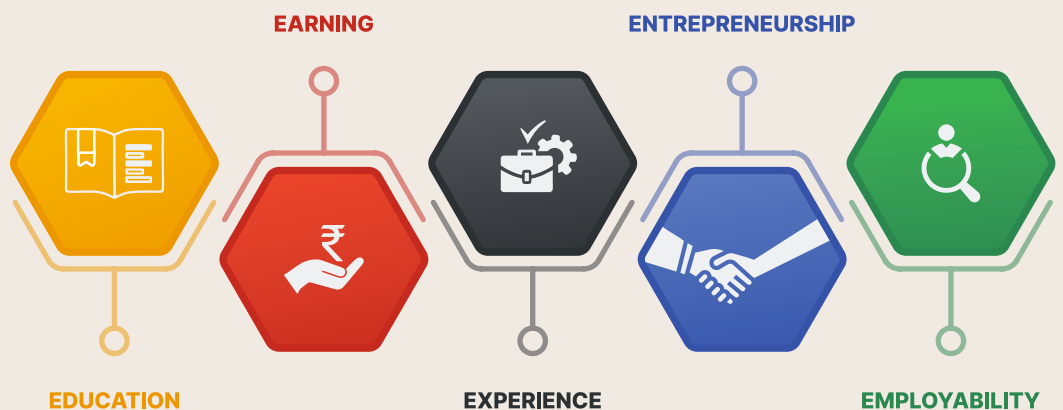 EARNING
ENTREPRENEURSHIP
₹
EDUCATION
EXPERIENCE
EMPLOYABILITY